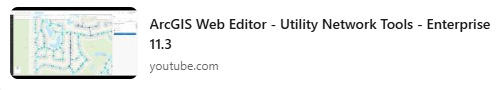 ArcGIS Web Editor - Utility Network Tools - Enterprise
11.3
youtube.com